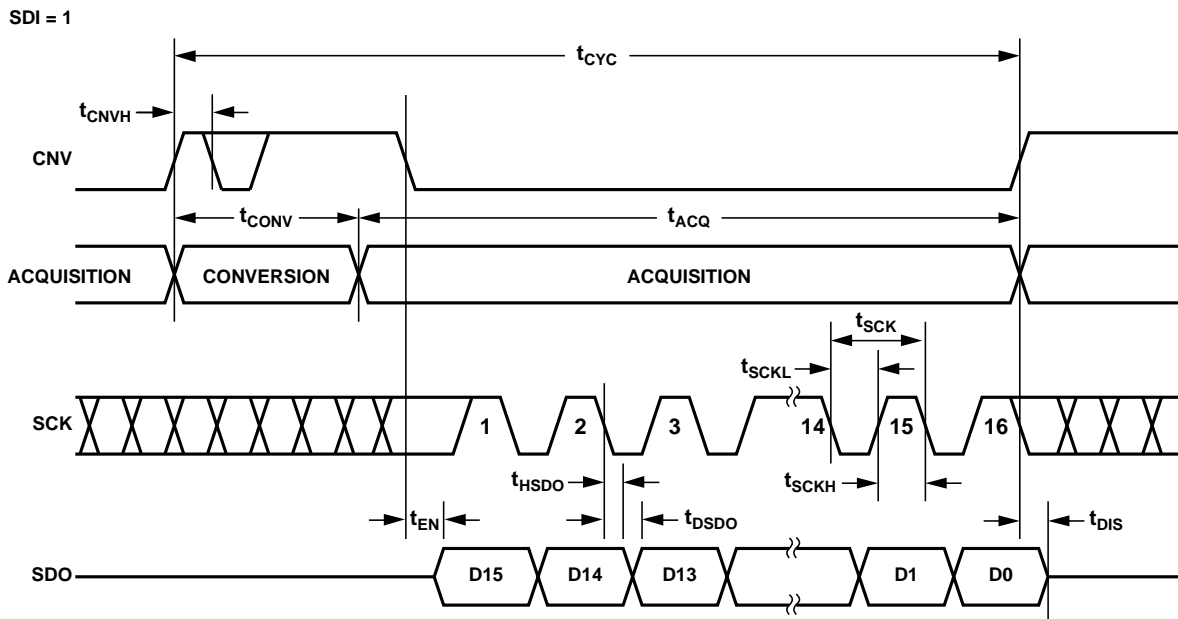 SDI = 1
tCYC
tCNVH
CNV
tCONV
tACQ
ACQUISITION
CONVERSION
ACQUISITION
tSCK
tSCKL
SCK
1
2
3
14
15
16
tHSDO
tSCKH
tEN
tDSDO
tDIS
SDO
D15
D14
D13
D1
D0